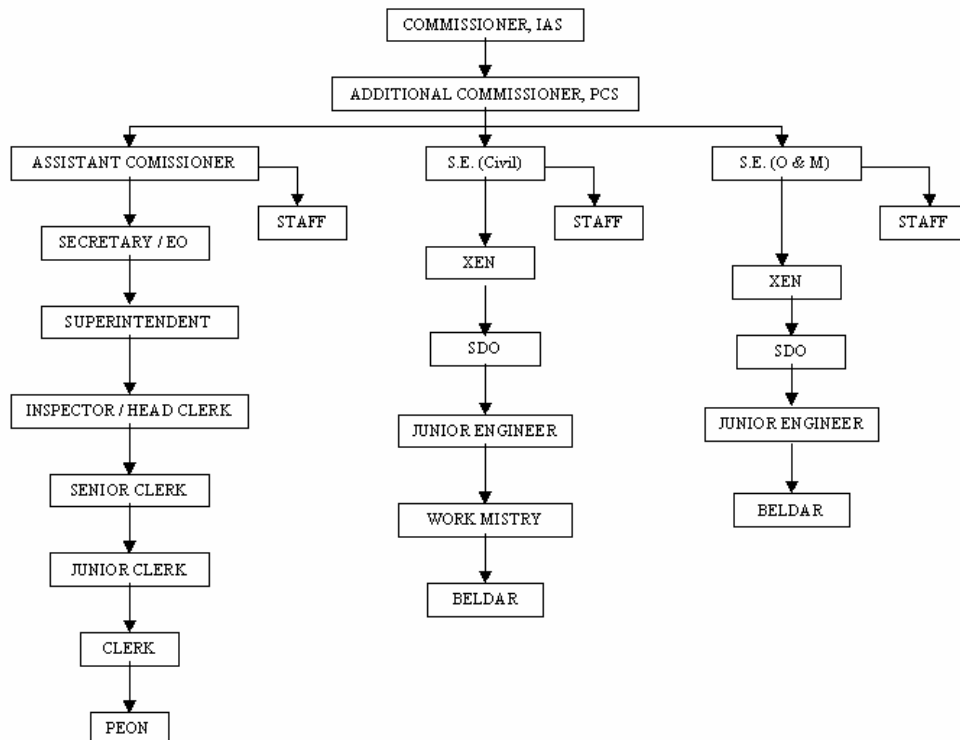 COMMISSIONER, IAS
ADDITIONAL COMMISSIONER, PCS
ASSISTANT COMISSIONER
S.E. (Civil)
S.E. (O & M)
STAFF
STAFF
STAFF
SECRETARY / EO
XEN
XEN
SUPERINTENDENT
SDO
SDO
INSPECTOR / HEAD CLERK
JUNIOR ENGINEER
JUNIOR ENGINEER
SENIOR CLERK
WORK MISTRY
BELDAR
JUNIOR CLERK
BELDAR
CLERK
PEON